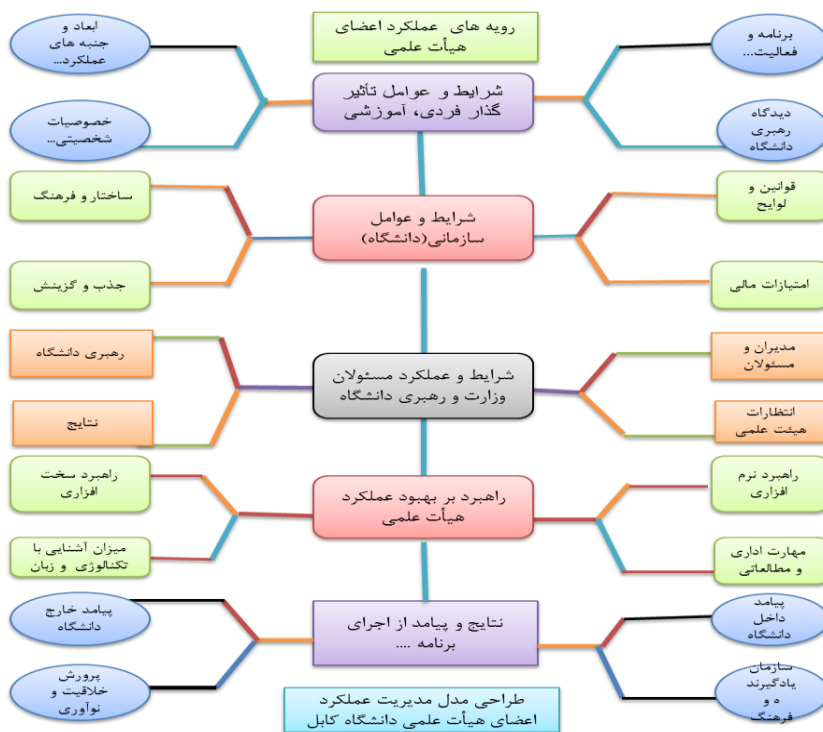 رویه های  عملکرد اعضای
هیأت علمی
برنامه و
فعالیت...
ابعاد و
جنبه های
عملکرد...
شرایط و عوامل تأثیر
گذار فردی، آموزشی
دیدگاه
رهبری
دانشگاه
خصوصیات
شخصیتی...
قوانین و
لوایح
ساختار و فرهنگ
شرایط و عوامل
سازمانی(دانشگاه)
امتیازات مالی
جذب و گزینش
مدیران و
مسئولان
رهبری دانشگاه
شرایط و عملکرد مسئولان
وزارت و رهبری دانشگاه
انتظارات
هیئت علمی
نتایج
راهبرد نرم
افزاری
راهبرد سخت
افزاری
راهبرد بر بهبود عملکرد
هیأت علمی
مهارت اداری
و مطالعاتی
میزان آشنایی با
تکنالوژی و زبان
پیامد
داخل
دانشگاه
پیامد خارج
دانشگاه
نتایج و پیامد از اجرای
برنامه ....
سازمان
یادگیرند
ه و
فرهنگ
پرورش
خلاقیت و
نوآوری
طراحی مدل مدیریت عملکرد
اعضای هیأت علمی دانشگاه کابل